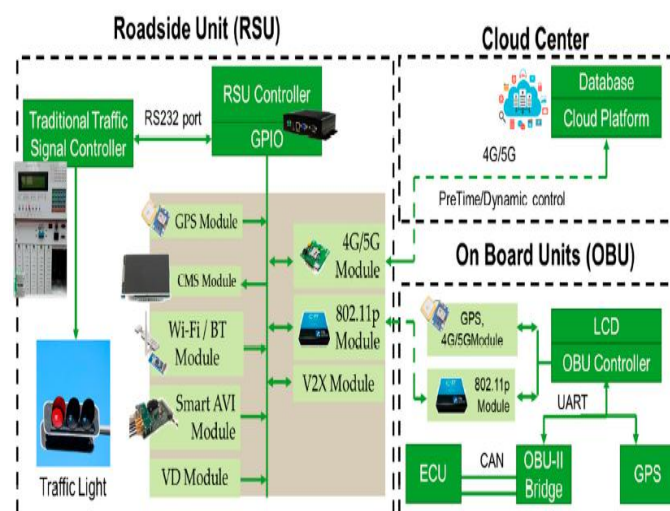 Roadside Unit (RSU)
RSU Controller
GPIO
RS232 port
Traditional Traffic
Signal Controller
Traffic Light
GPS Module
CMS Module
Wi-Fi / BT
Module
Smart AVI
Module
VD Module
4G/5G
Module
802.11p
Module
V2X Module
Cloud Center
Database
Cloud Platform
4G/5G
PreTime/Dynamic control
On Board Units (OBU)
GPS,
4G/5GModule
802.11p
Module
LCD
OBU Controller
UART
ECU
CAN
OBU-II
Bridge
GPS